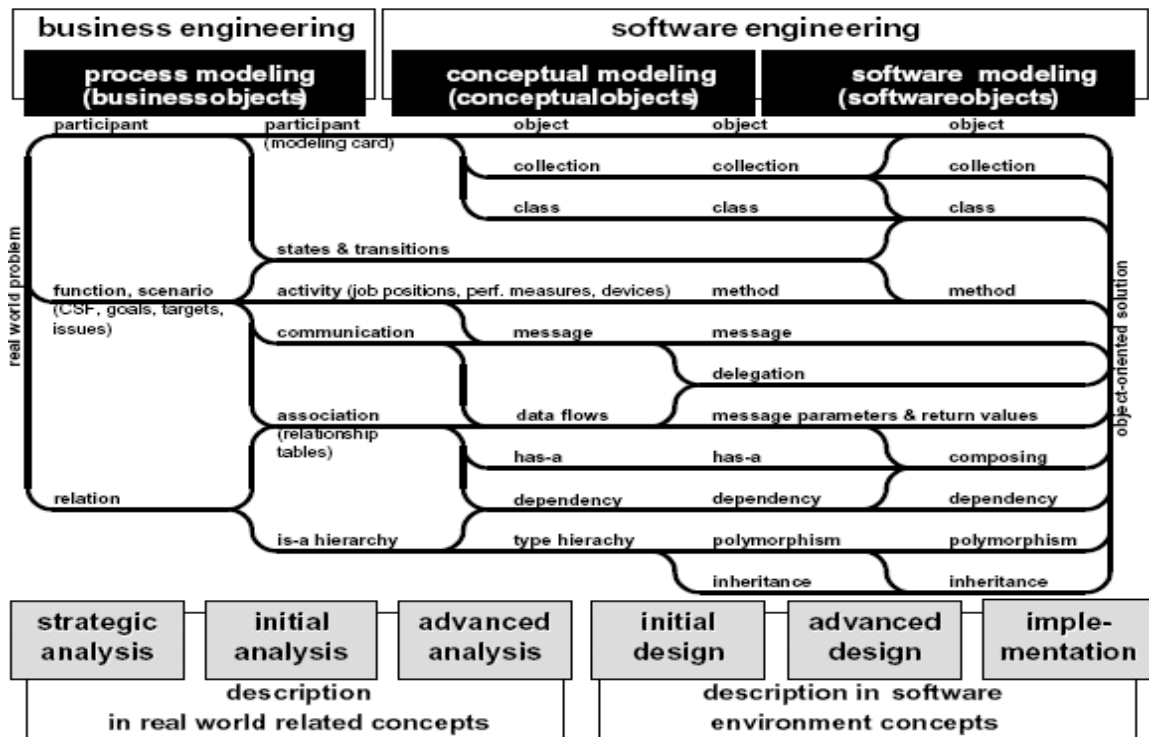 business engineering
software engineering
process modeling
(businessobjects)
conceptual modeling
(conceptualobjects)
software modeling
(softwareobjects)
participant
participant
(modeling card)
object
object
object
collection
collection
collection
class
class
class
states & transitions
function, scenario
(CSF, goals, targets,
issues)
activity (job positions, perf. measures, devices)
method
method
communication
message
message
delegation
association
(relationship
tables)
data flows
message parameters & return values
has-a
has-a
composing
relation
dependency
dependency
dependency
is-a hierarchy
type hierachy
polymorphism
polymorphism
inheritance
inheritance
real world problem
object-oriented solution
strategic
analysis
initial
analysis
advanced
analysis
initial
design
advanced
design
imple-
mentation
description
in real world related concepts
description in software
environment concepts